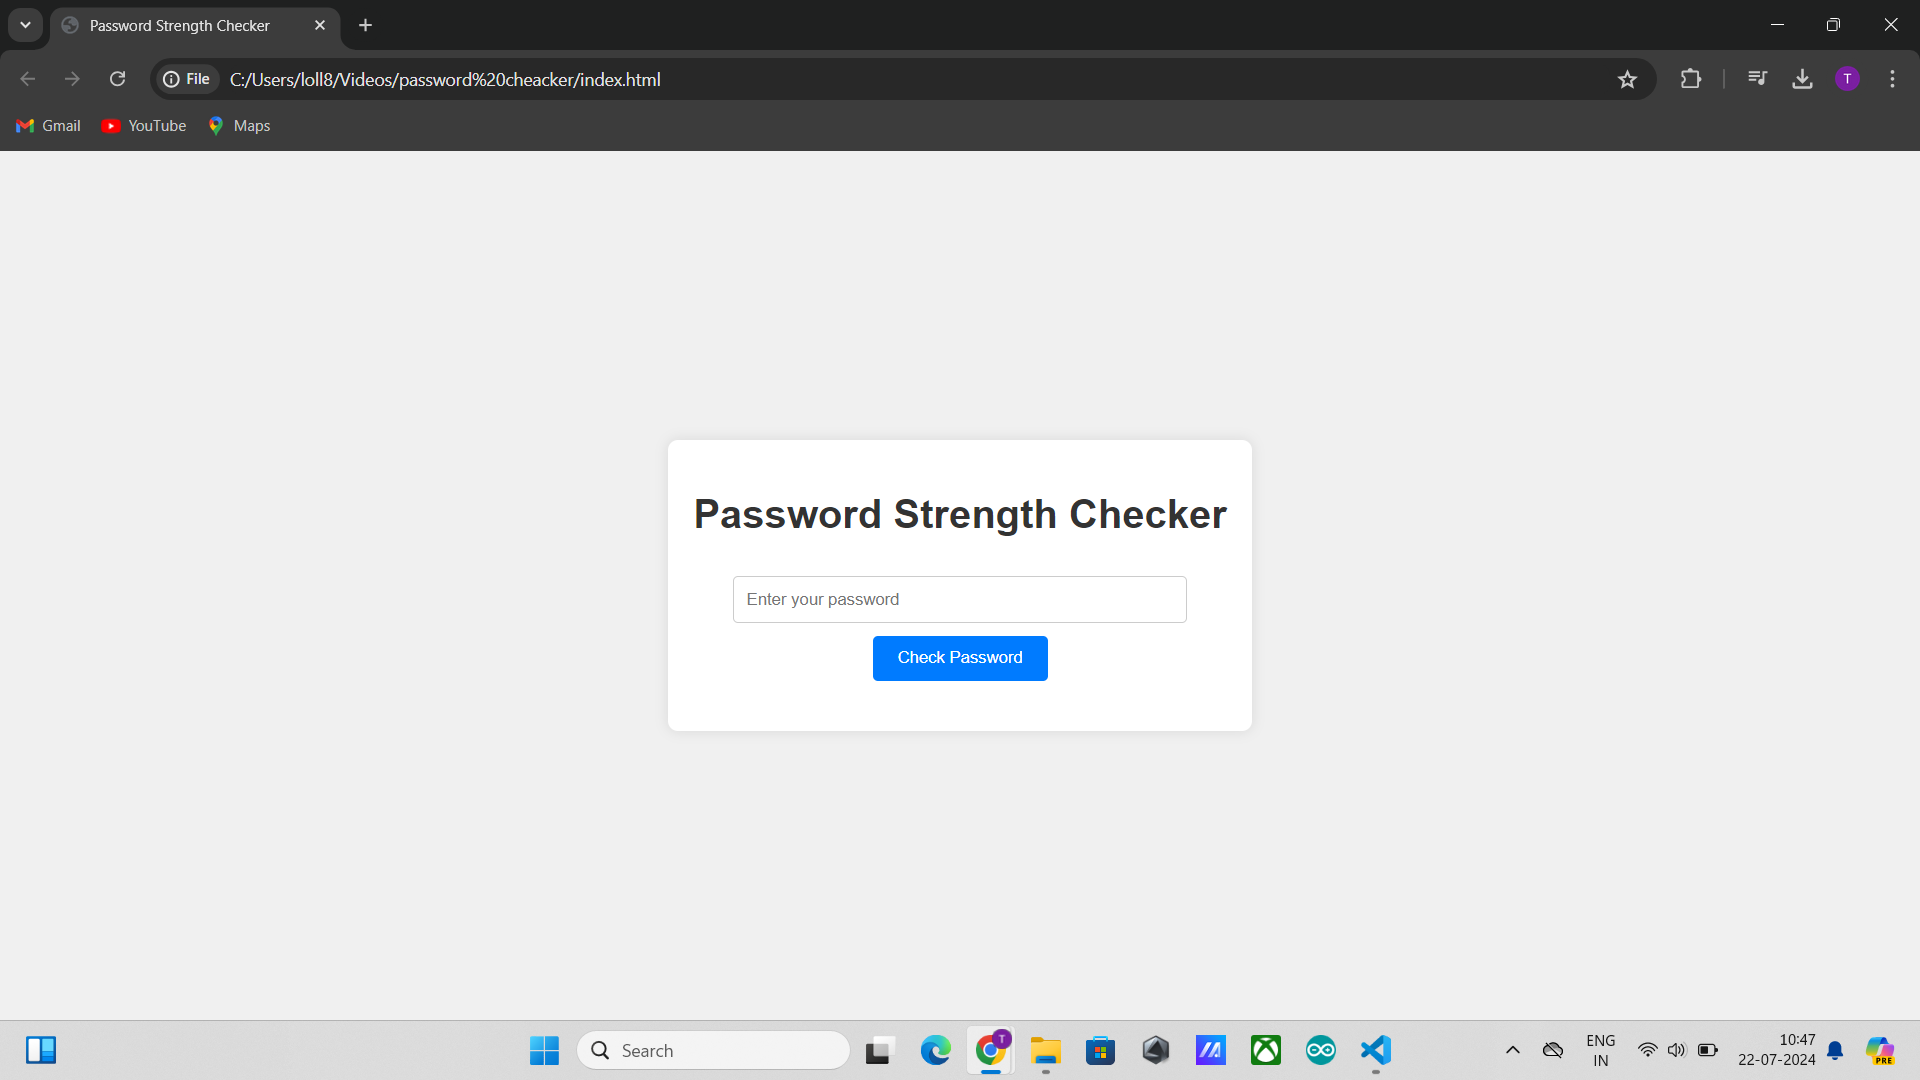 Password Strength Checker
File
C:/Users/loll8/Videos/password%20cheacker/index.html
T
Gmail
YouTube
Maps
Password Strength Checker
Enter your password
Check Password
Search
T
ENG
IN
10:47
22-07-2024
PRE